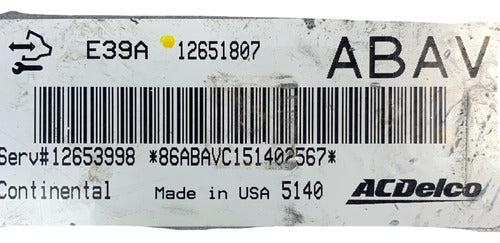 E39A 12651807 ABAV
Serv#12653998 *86ABAVC151402567*
Continental Made in USA 5140 ACDelco